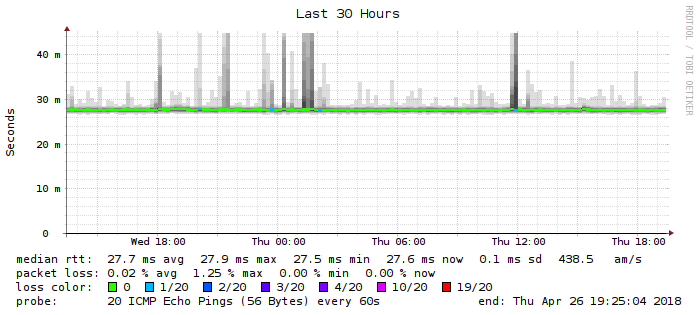 Last 30 Hours
RRDTOOL / TOBI OETIKER
Seconds
40 m
30 m
20 m
10 m
0
Wed 18:00 Thu 00:00 Thu 06:00 Thu 12:00 Thu 18:00
median rtt: 27.7 ms avg 27.9 ms max 27.5 ms min 27.6 ms now 0.1 ms sd 438.5 am/s
packet loss: 0.02 % avg 1.25 % max 0.00 % min 0.00 % now
loss color: 0 1/20 2/20 3/20 4/20 10/20 19/20
probe: 20 ICMP Echo Pings (56 Bytes) every 60s end: Thu Apr 26 19:25:04 2018